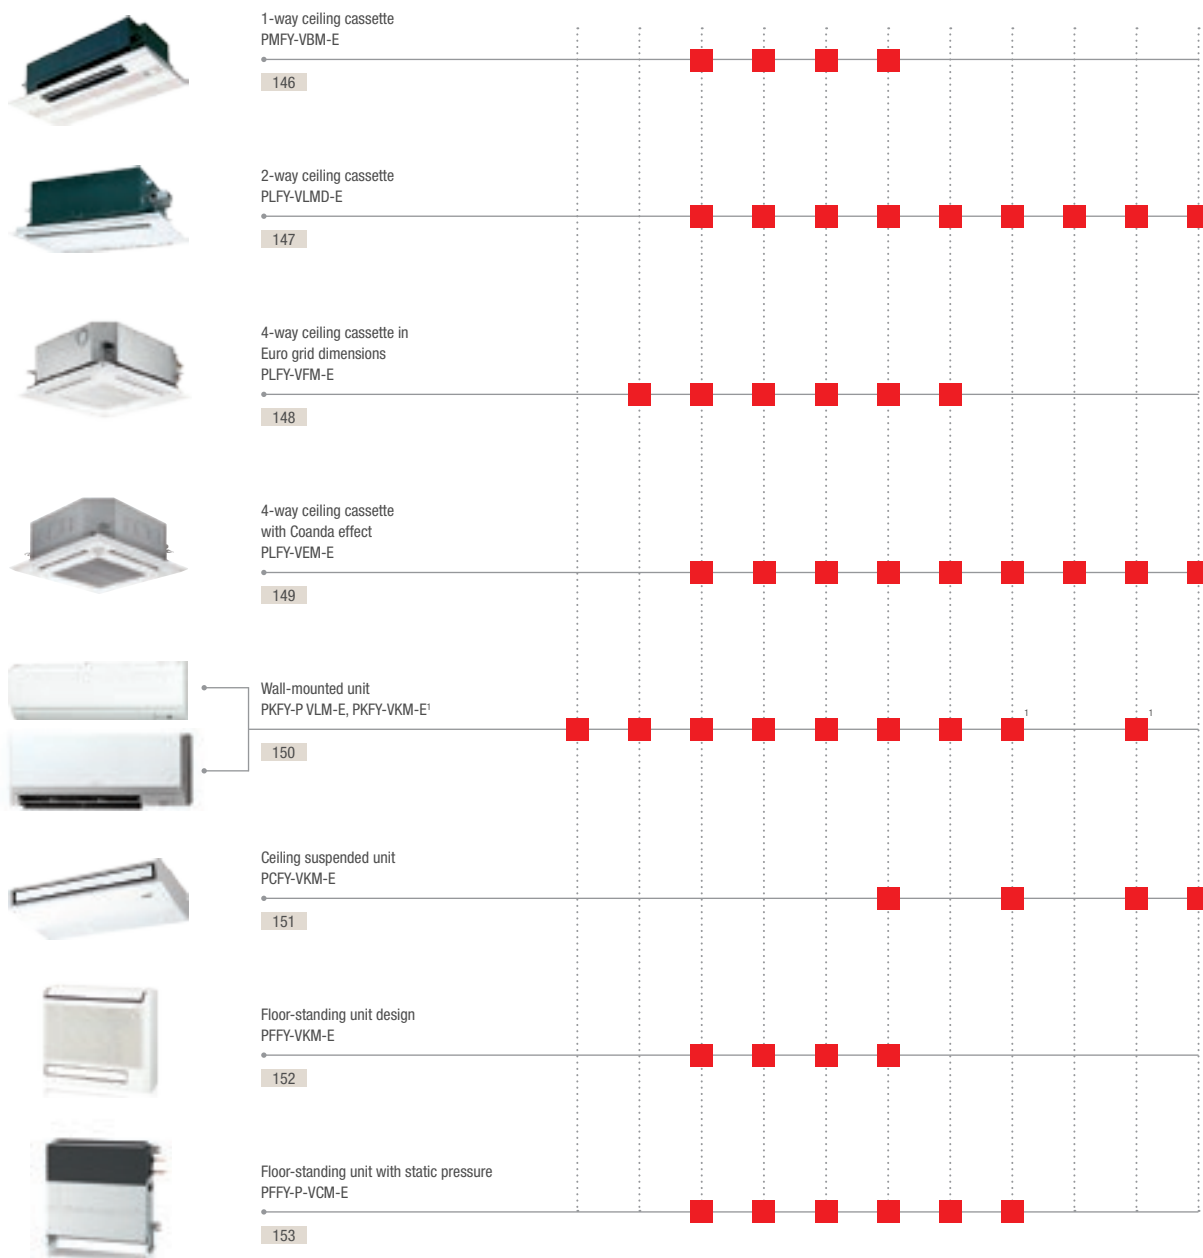 1-way ceiling cassette
PMFY-VBM-E
146
2-way ceiling cassette
PLFY-VLMD-E
147
4-way ceiling cassette in
Euro grid dimensions
PLFY-VFM-E
148
4-way ceiling cassette
with Coanda effect
PLFY-VEM-E
149
Wall-mounted unit
PKFY-P VLM-E, PKFY-VKM-E¹
1 1
150
Ceiling suspended unit
PCFY-VKM-E
151
Floor-standing unit design
PFFY-VKM-E
152
Floor-standing unit with static pressure
PFFY-P-VCM-E
153